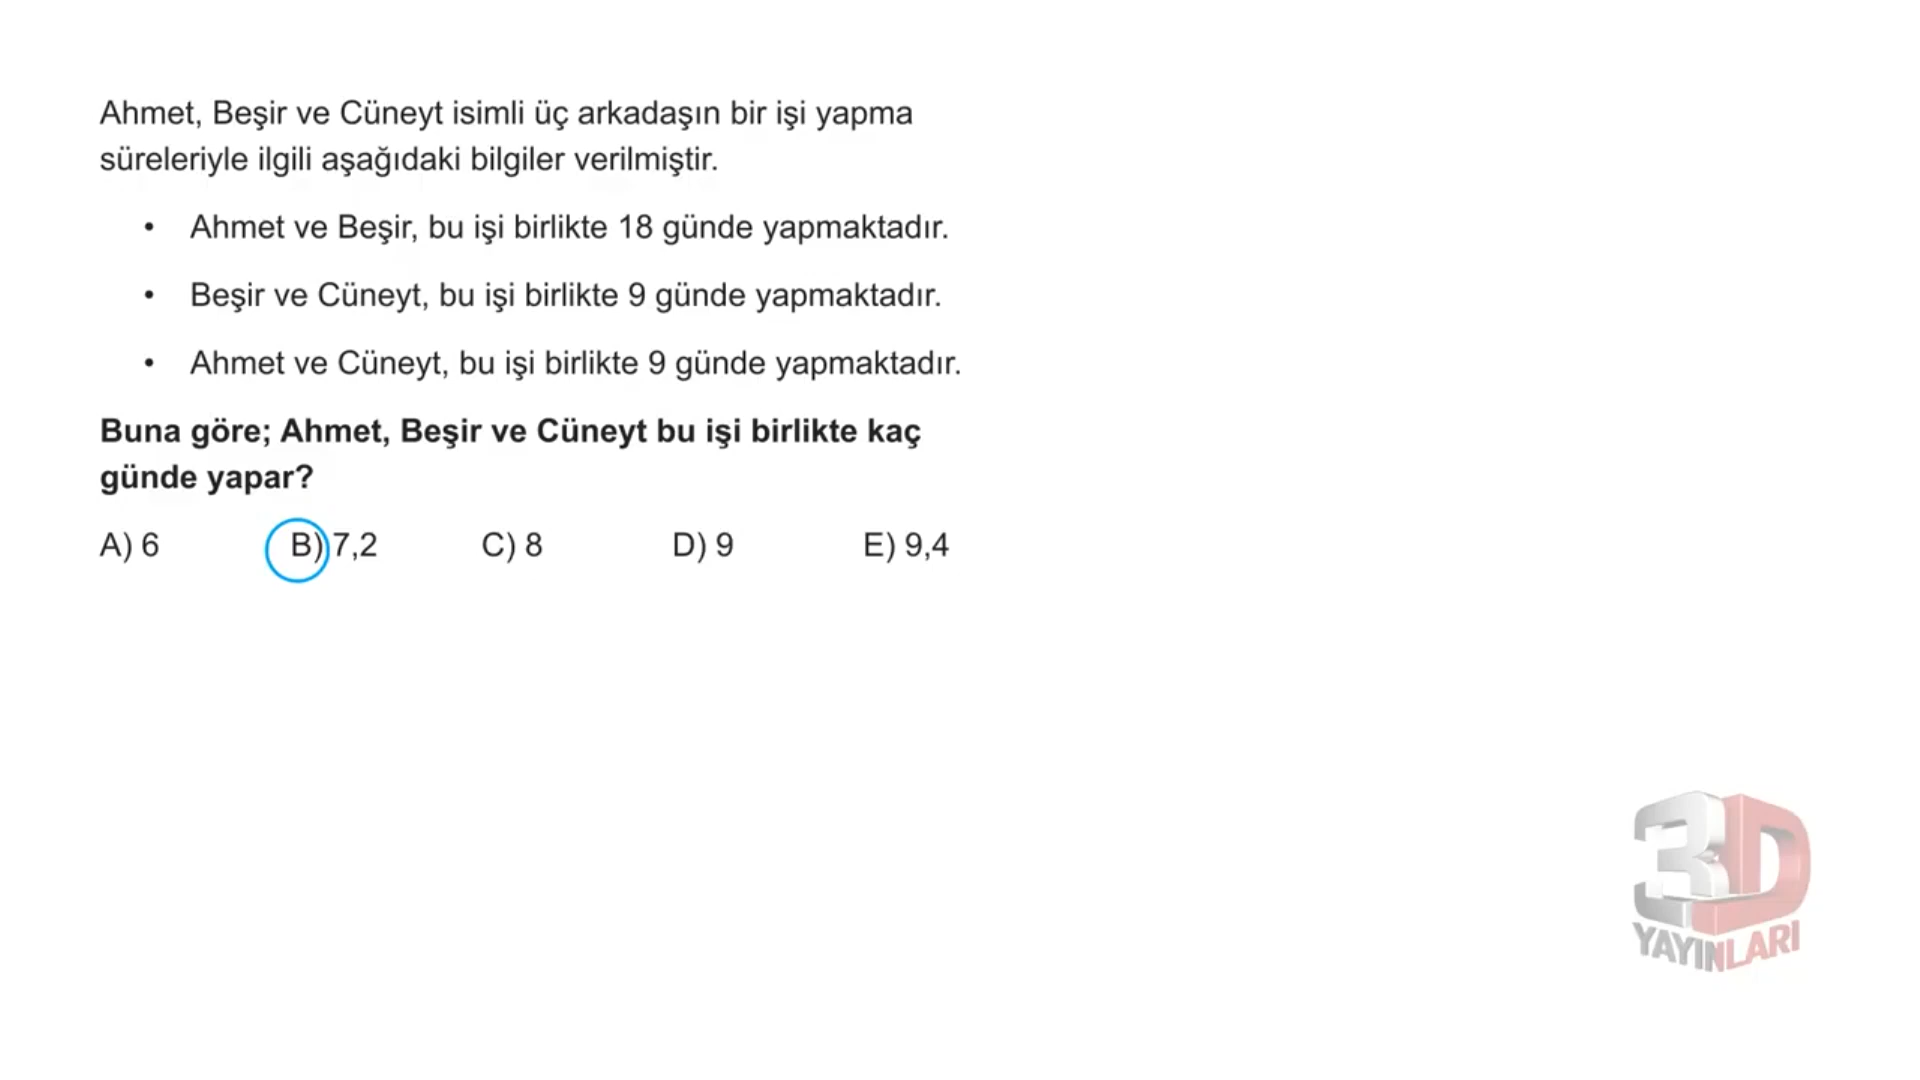 Ahmet, Beşir ve Cüneyt isimli üç arkadaşın bir işi yapma
süreleriyle ilgili aşağıdaki bilgiler verilmiştir.
• Ahmet ve Beşir, bu işi birlikte 18 günde yapmaktadır.
• Beşir ve Cüneyt, bu işi birlikte 9 günde yapmaktadır.
• Ahmet ve Cüneyt, bu işi birlikte 9 günde yapmaktadır.
Buna göre; Ahmet, Beşir ve Cüneyt bu işi birlikte kaç
günde yapar?
A) 6 B) 7,2 C) 8 D) 9 E) 9,4
3D
YAYINLARI